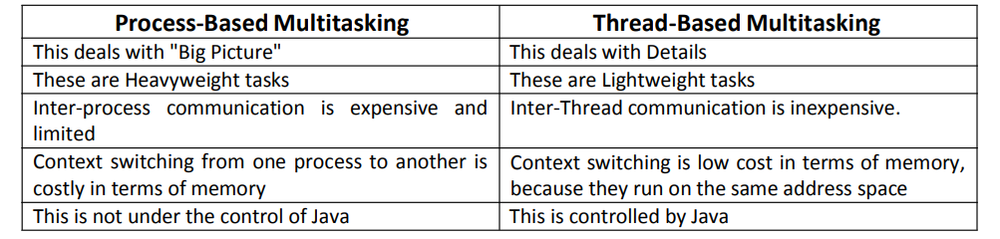 Process-Based Multitasking
Thread-Based Multitasking
This deals with "Big Picture"
This deals with Details
These are Heavyweight tasks
These are Lightweight tasks
Inter-process communication is expensive and
limited
Inter-Thread communication is inexpensive.
Context switching from one process to another is
costly in terms of memory
Context switching is low cost in terms of memory,
because they run on the same address space
This is not under the control of Java
This is controlled by Java